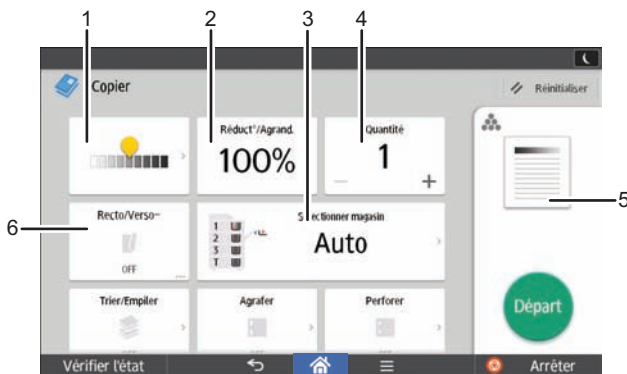 1
2
3
4
Copier
Réinitialiser
Réduct°/Agrand.
100%
Quantité
1
− +
5
6
Recto/Verso
OFF
Sélectionner magasin
1
2
3
T
Auto
Trier/Empiler
Agrafer
Perforer
Départ
Vérifier l'état
Arrêter